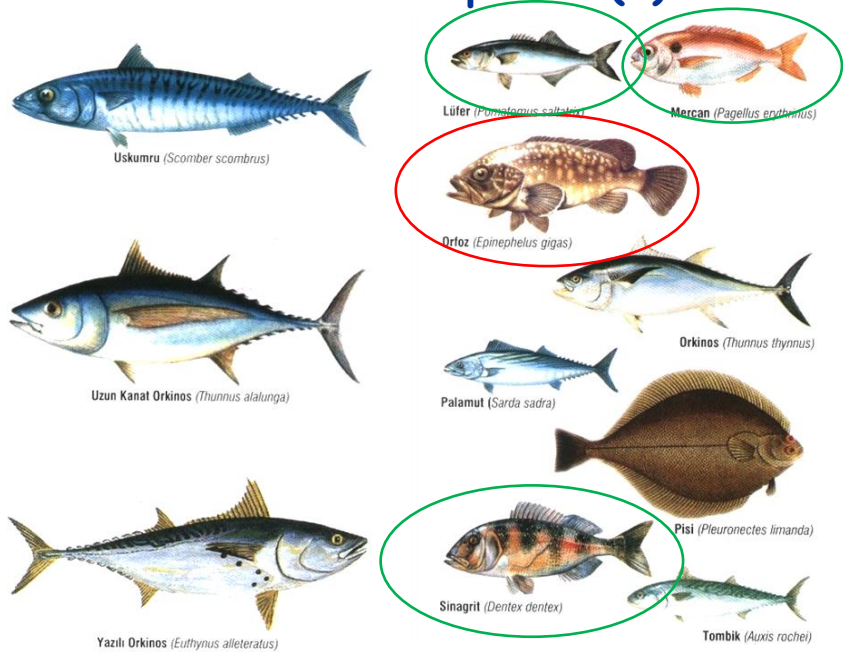 Lüfer (Pomatomus saltatrix)
Mercan (Pagellus erythrinus)
Uskumru (Scomber scombrus)
Orfoz (Epinephelus gigas)
Orkinos (Thunnus thynnus)
Uzun Kanat Orkinos (Thunnus alalunga)
Palamut (Sarda sadra)
Pisi (Pleuronectes limanda)
Sinagrit (Dentex dentex)
Tombik (Auxis rochei)
Yazılı Orkinos (Euthynus alleteratus)